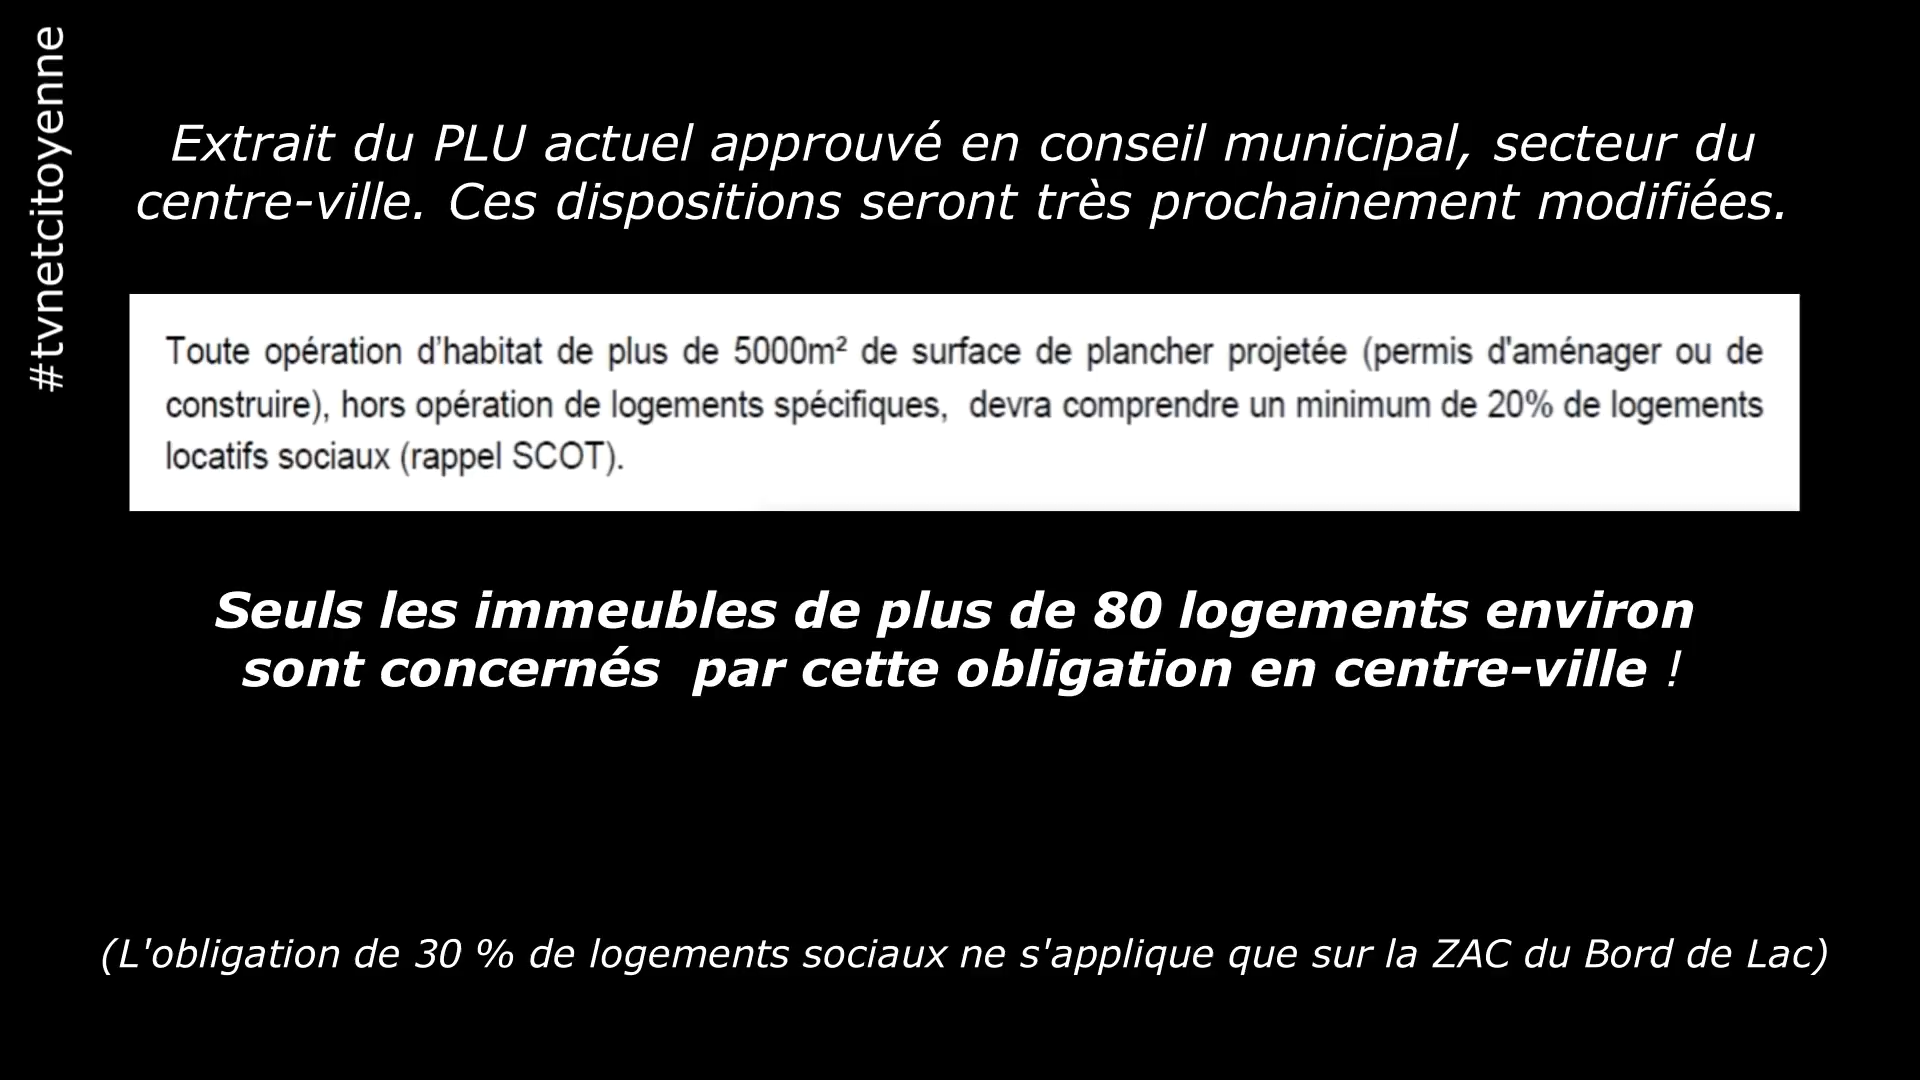 #tvnetcitoyenne
Extrait du PLU actuel approuvé en conseil municipal, secteur du
centre-ville. Ces dispositions seront très prochainement modifiées.
Toute opération d'habitat de plus de 5000m² de surface de plancher projetée (permis d'aménager ou de
construire), hors opération de logements spécifiques, devra comprendre un minimum de 20% de logements
locatifs sociaux (rappel SCOT).
Seuls les immeubles de plus de 80 logements environ
sont concernés par cette obligation en centre-ville !
(L'obligation de 30 % de logements sociaux ne s'applique que sur la ZAC du Bord de Lac)